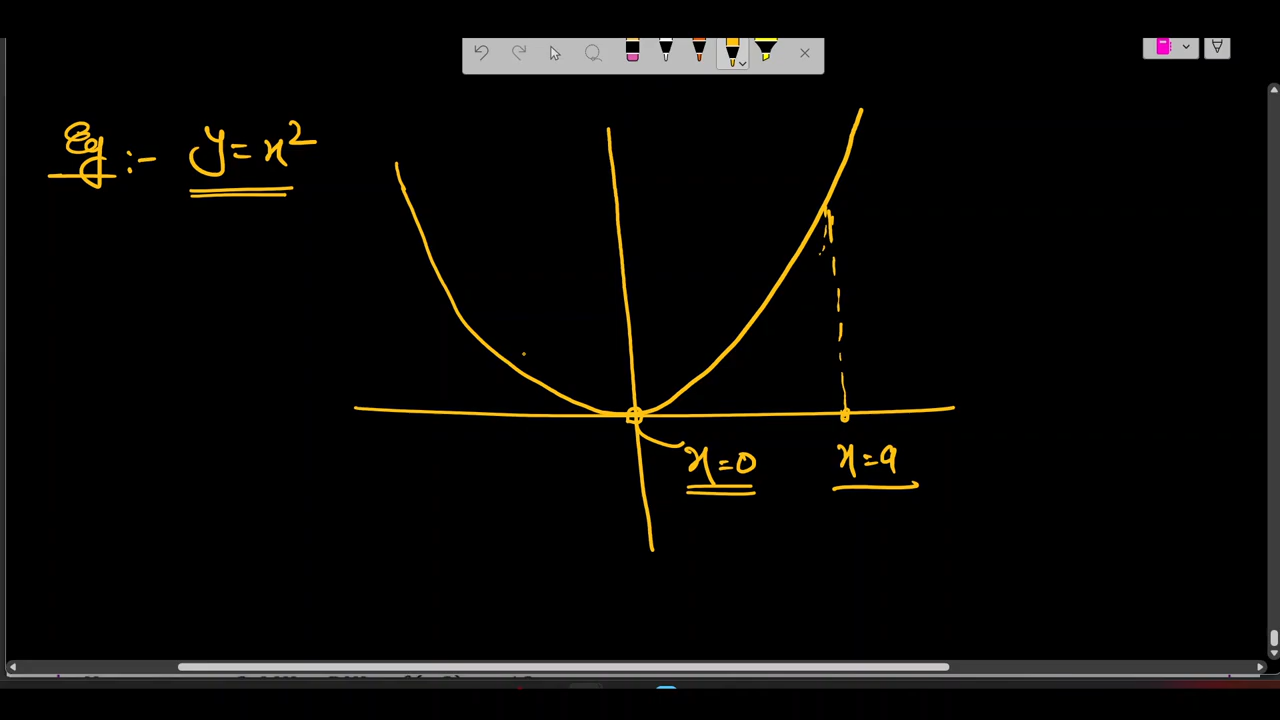 Eg :- y = x²
x = 0
x = 9